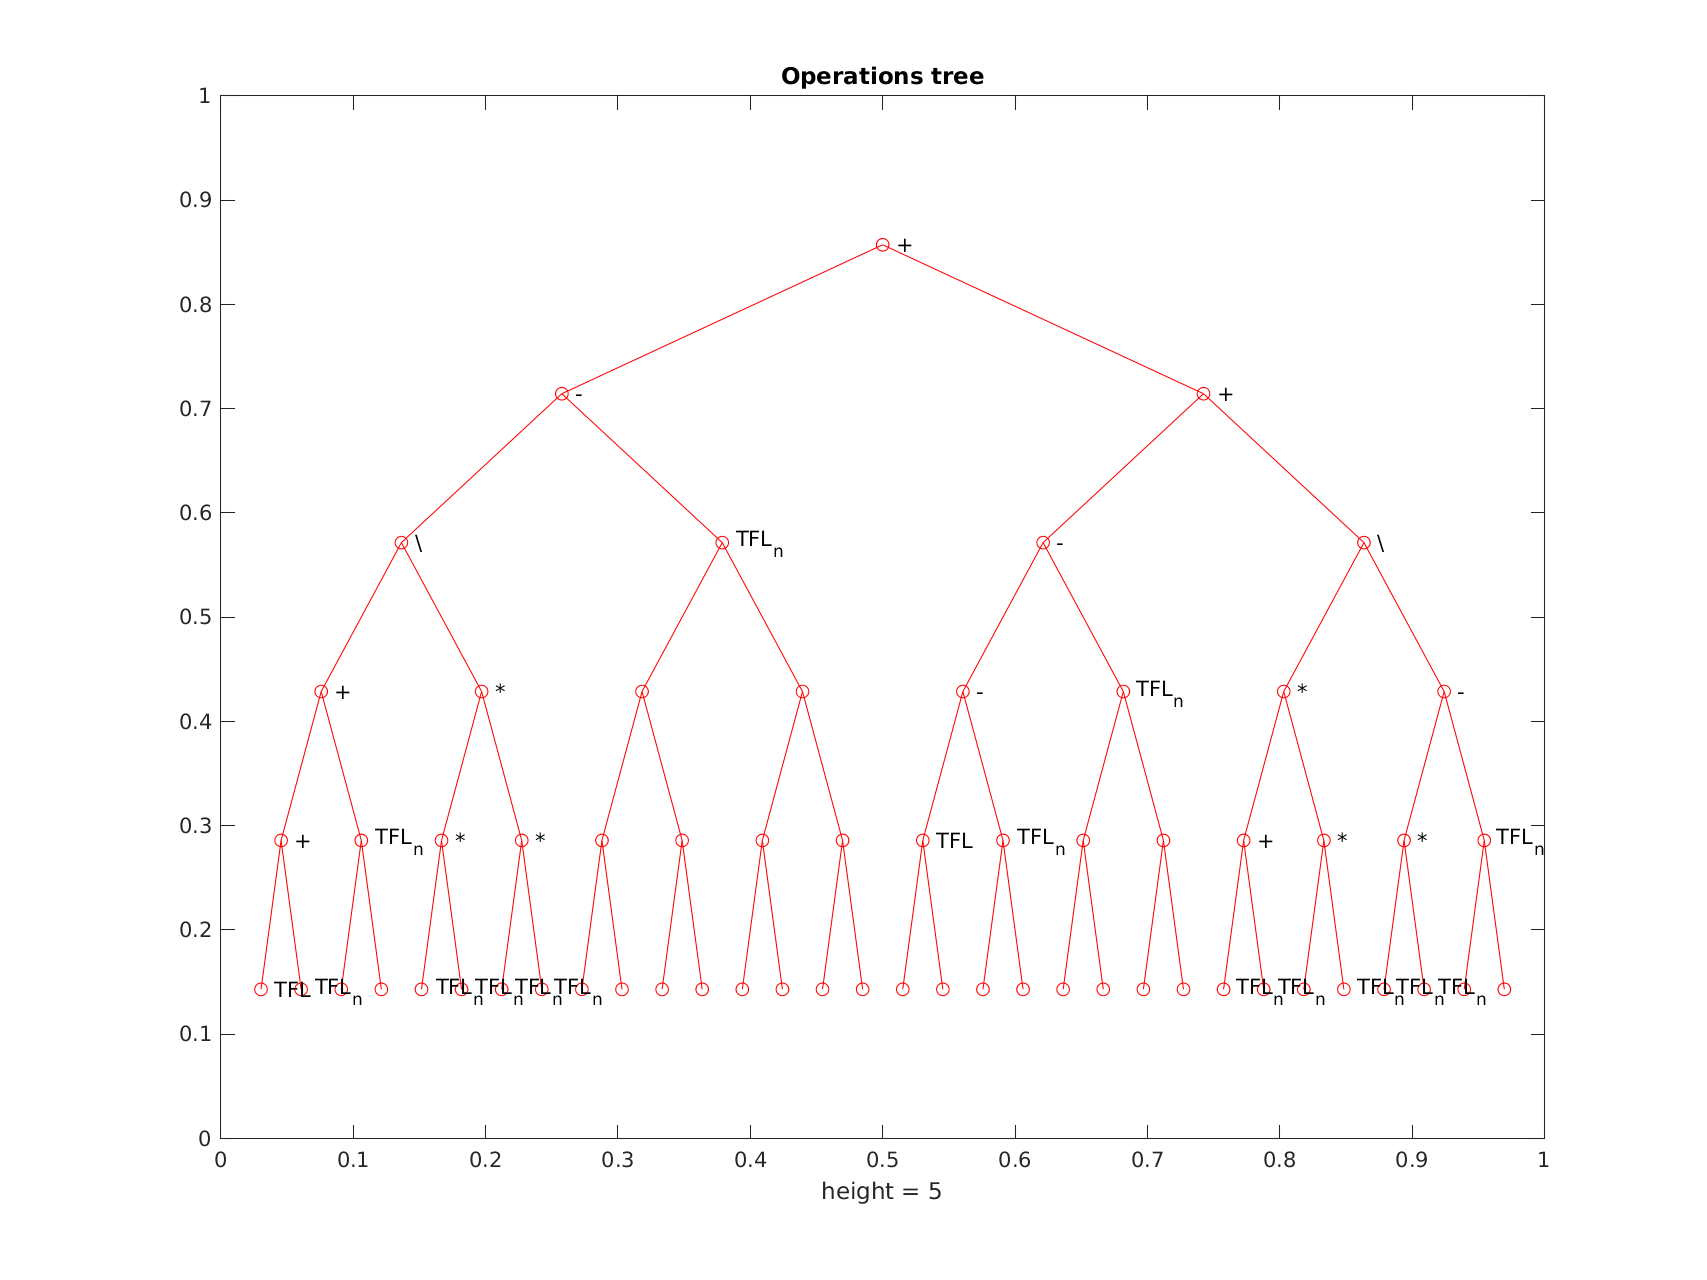 Operations tree
1
0.9
+
0.8
- +
0.7
0.6
\ TFLn - \
0.5
+ * - TFLn * -
0.4
0.3
+ TFLn * * TFL TFLn + * * TFLn
0.2
TFL TFLn TFLn TFLn TFLn TFLn TFLn TFLn TFLn TFLn TFLn
0.1
0
0 0.1 0.2 0.3 0.4 0.5 0.6 0.7 0.8 0.9 1
height = 5